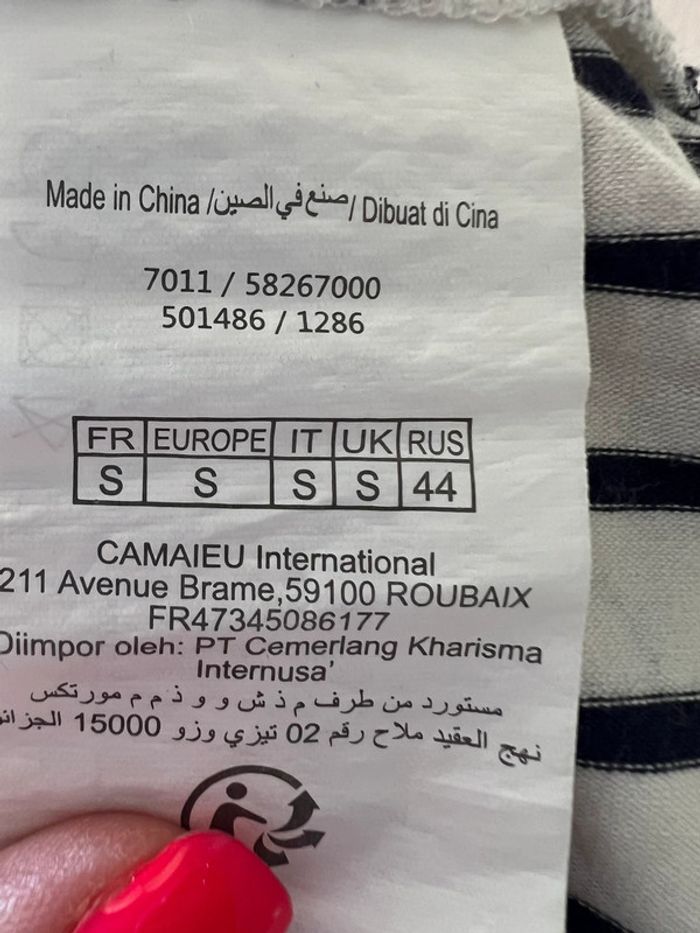 Made in China /صنع في الصين/ Dibuat di Cina
7011 / 58267000
501486 / 1286
FR EUROPE IT UK RUS
S S S S 44
CAMAIEU International
211 Avenue Brame,59100 ROUBAIX
FR47345086177
Diimpor oleh: PT Cemerlang Kharisma
Internusa'
مستورد من طرف م ذ ش و و ذ م م مورتكس
نهج العقيد ملاح رقم 02 تيزي وزو 15000